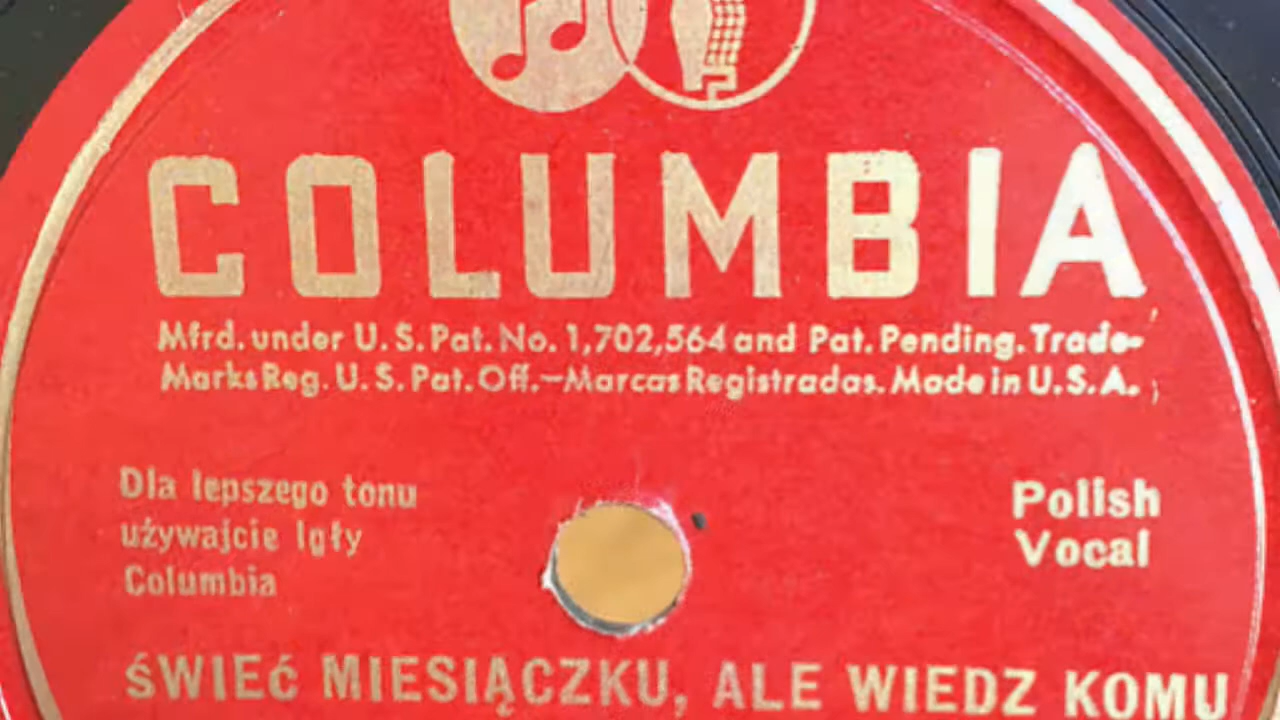 COLUMBIA
Mfrd. under U. S. Pat. No. 1,702,564 and Pat. Pending. Trade-
Marks Reg. U. S. Pat. Off.—Marcas Registradas. Made in U. S. A.
Dla lepszego tonu
używajcie Igły
Columbia
Polish
Vocal
śWIEć MIESIĄCZKU, ALE WIEDZ KOMU